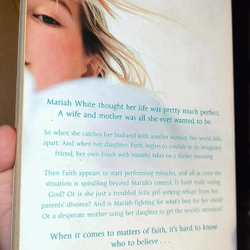 Mariah White thought her life was pretty much perfect.
A wife and mother was all she ever wanted to be.
So when she catches her husband with another woman, her world falls
apart. And when her daughter, Faith, begins to confide in an imaginary
friend, her own brush with insanity takes on a darker meaning.
Then Faith appears to start performing miracles, and all at once the
situation is spiralling beyond Mariah's control. Is Faith really seeing
God? Or is she just a troubled little girl seeking refuge from her
parents' divorce? And is Mariah fighting for what's best for her child?
Or a desperate mother using her daughter to get the world's attention?
When it comes to matters of faith, it's hard to know
who to believe . . .